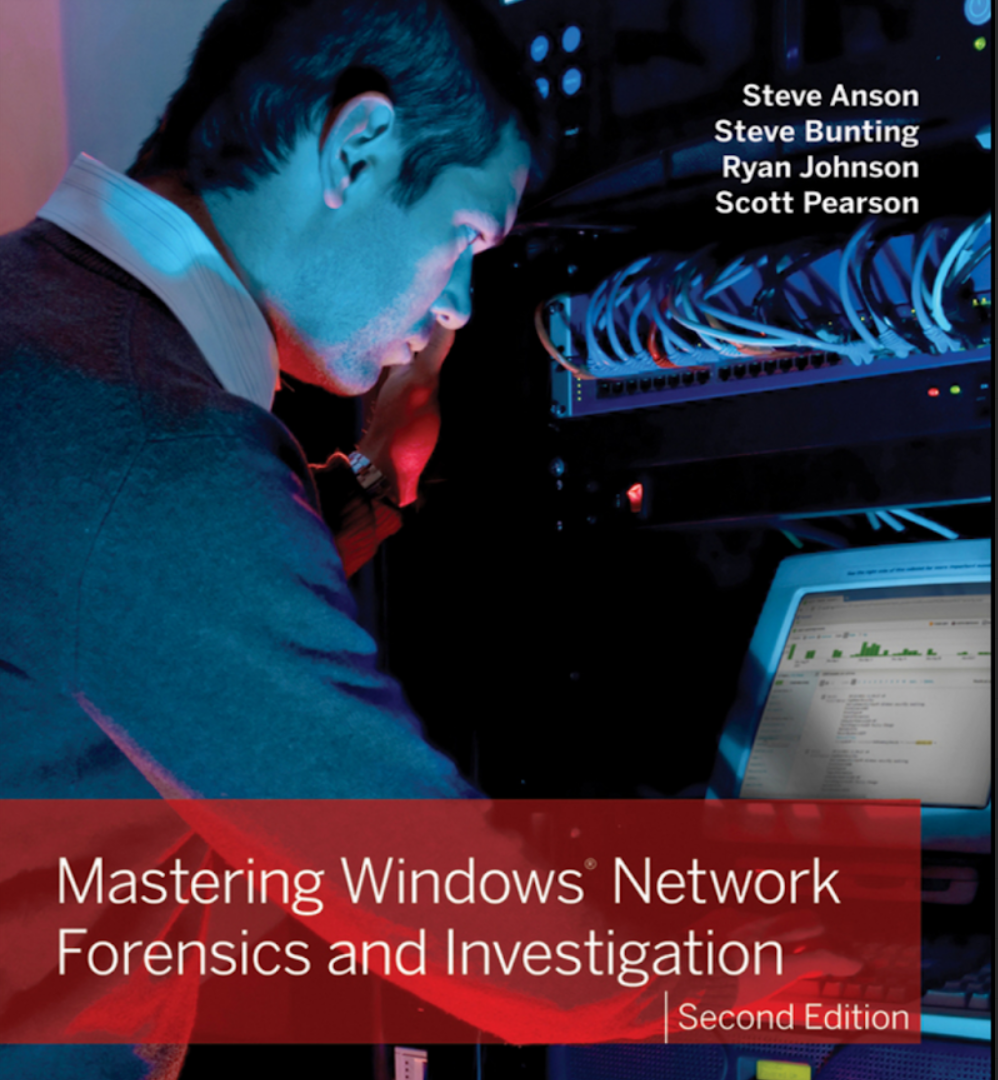 Steve Anson
Steve Bunting
Ryan Johnson
Scott Pearson
Mastering Windows® Network
Forensics and Investigation
Second Edition